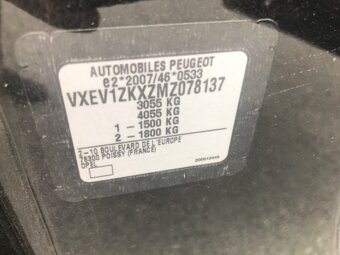 AUTOMOBILES PEUGEOT
e2*2007/46*0533
VXEV1ZKXZMZ078137
3055 KG
4055 KG
1 - 1500 KG
2 - 1800 KG
2-10 BOULEVARD DE L'EUROPE
78300 POISSY (FRANCE)
OPEL